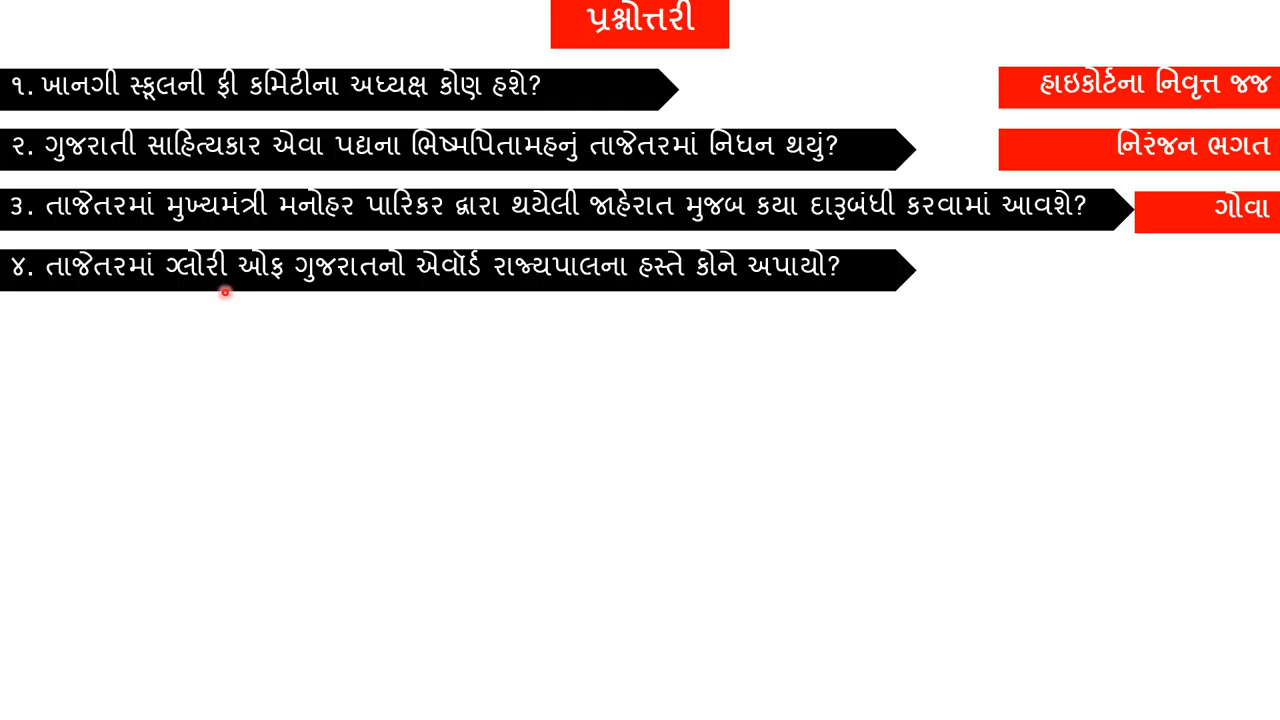 પ્રશ્નોત્તરી
૧. ખાનગી સ્કૂલની ફી કમિટીના અધ્યક્ષ કોણ હશે? હાઇકોર્ટના નિવૃત્ત જજ
૨. ગુજરાતી સાહિત્યકાર એવા પદ્યના ભિષ્મપિતામહનું તાજેતરમાં નિધન થયું? નિરંજન ભગત
૩. તાજેતરમાં મુખ્યમંત્રી મનોહર પારિકર દ્વારા થયેલી જાહેરાત મુજબ કયા દારૂબંધી કરવામાં આવશે? ગોવા
૪. તાજેતરમાં ગ્લોરી ઓફ ગુજરાતનો એવૉર્ડ રાજ્યપાલના હસ્તે કોને અપાયો?